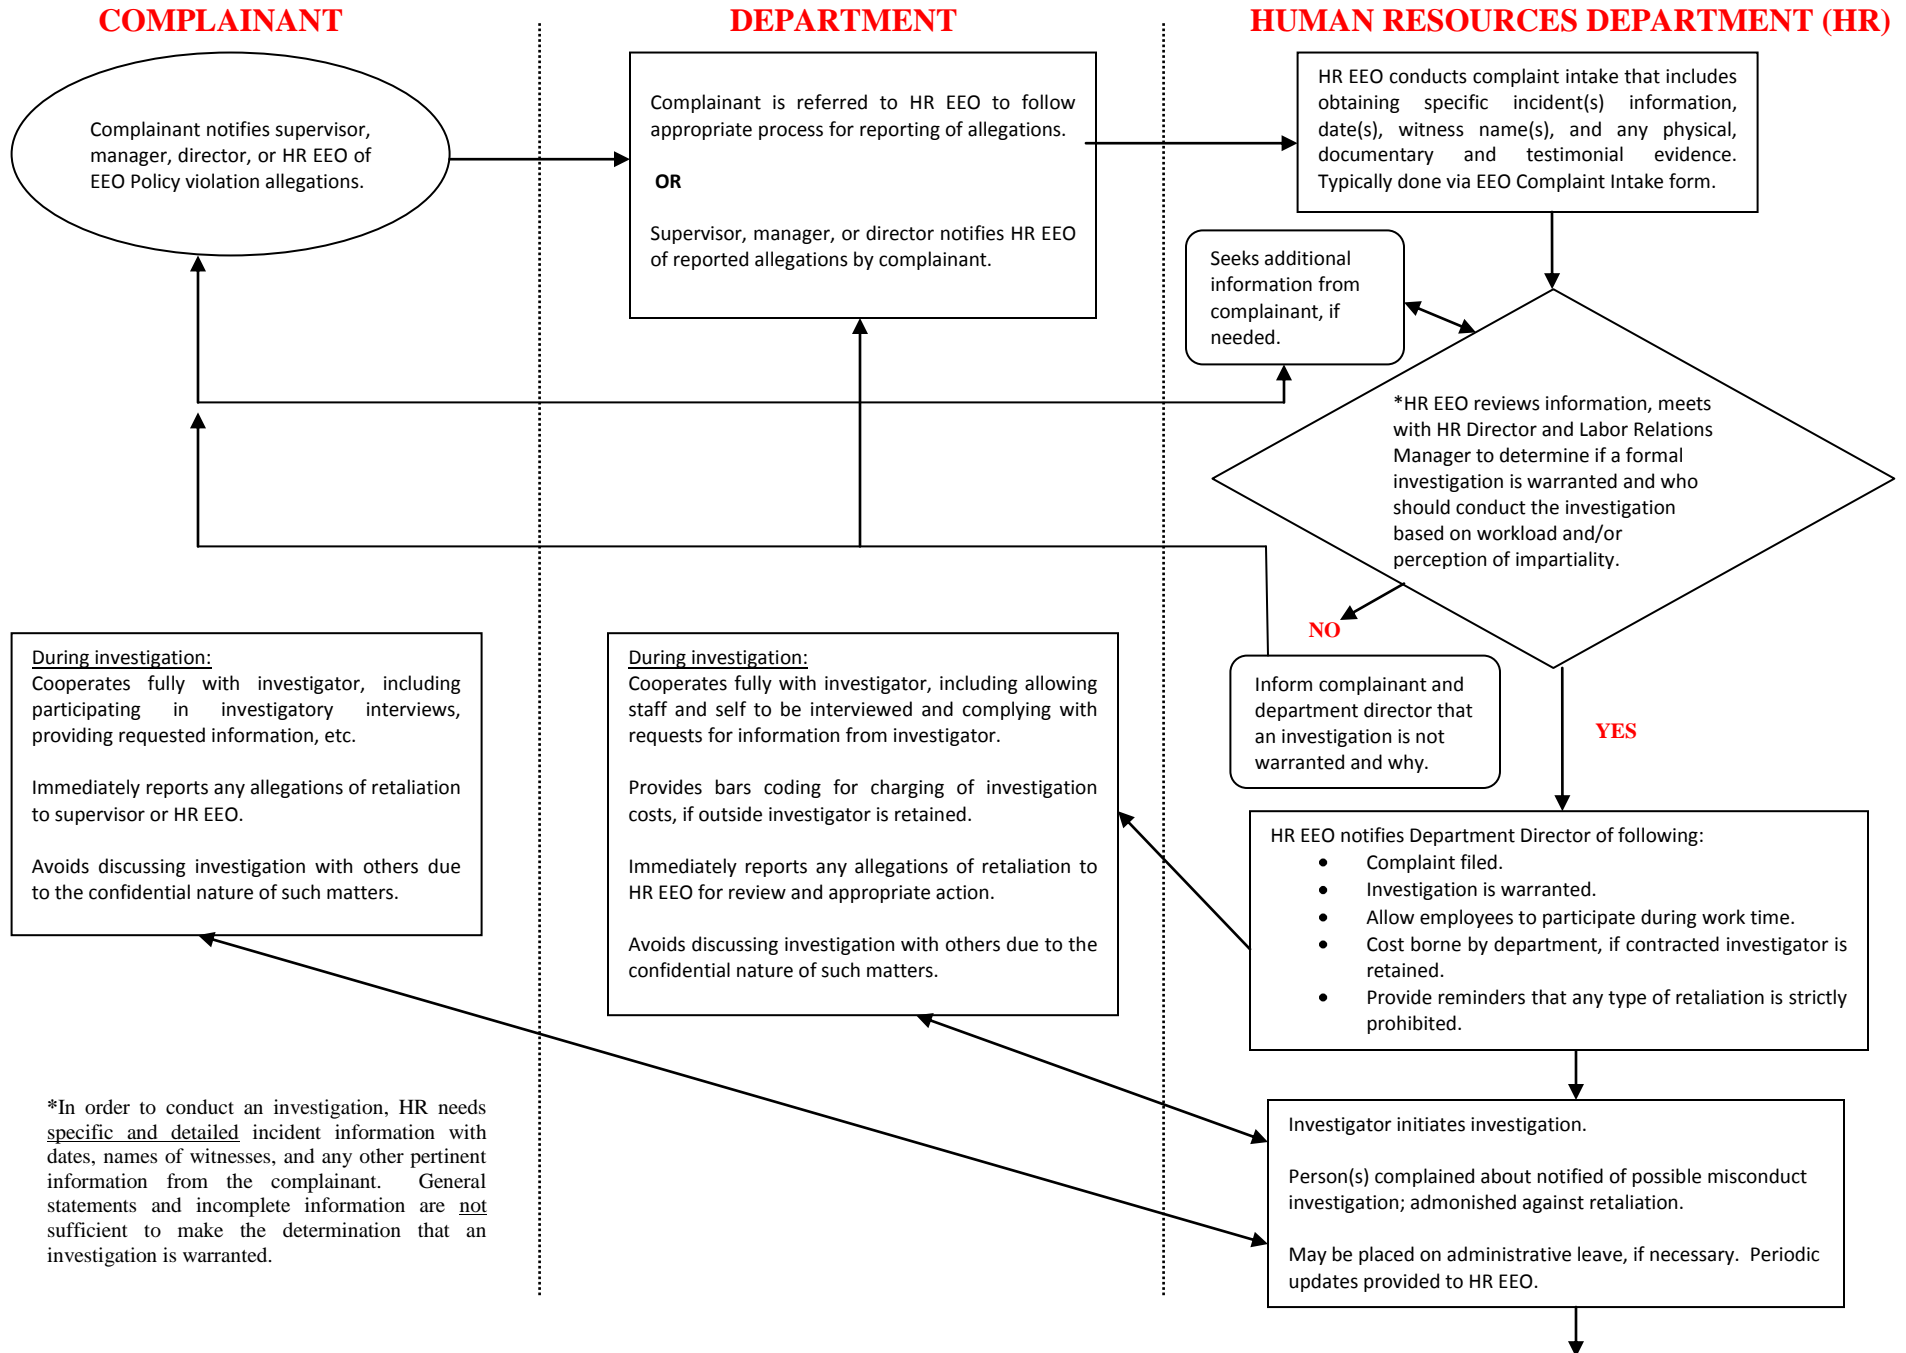 COMPLAINANT
DEPARTMENT
HUMAN RESOURCES DEPARTMENT (HR)
Complainant notifies supervisor,
manager, director, or HR EEO of
EEO Policy violation allegations.
Complainant is referred to HR EEO to follow
appropriate process for reporting of allegations.
OR
Supervisor, manager, or director notifies HR EEO
of reported allegations by complainant.
HR EEO conducts complaint intake that includes
obtaining specific incident(s) information,
date(s), witness name(s), and any physical,
documentary and testimonial evidence.
Typically done via EEO Complaint Intake form.
Seeks additional
information from
complainant, if
needed.
*HR EEO reviews information, meets
with HR Director and Labor Relations
Manager to determine if a formal
investigation is warranted and who
should conduct the investigation
based on workload and/or
perception of impartiality.
NO
Inform complainant and
department director that
an investigation is not
warranted and why.
YES
During investigation:
Cooperates fully with investigator, including
participating in investigatory interviews,
providing requested information, etc.
Immediately reports any allegations of retaliation
to supervisor or HR EEO.
Avoids discussing investigation with others due
to the confidential nature of such matters.
During investigation:
Cooperates fully with investigator, including allowing
staff and self to be interviewed and complying with
requests for information from investigator.
Provides bars coding for charging of investigation
costs, if outside investigator is retained.
Immediately reports any allegations of retaliation to
HR EEO for review and appropriate action.
Avoids discussing investigation with others due to the
confidential nature of such matters.
HR EEO notifies Department Director of following:
• Complaint filed.
• Investigation is warranted.
• Allow employees to participate during work time.
• Cost borne by department, if contracted investigator is
retained.
• Provide reminders that any type of retaliation is strictly
prohibited.
*In order to conduct an investigation, HR needs
specific and detailed incident information with
dates, names of witnesses, and any other pertinent
information from the complainant. General
statements and incomplete information are not
sufficient to make the determination that an
investigation is warranted.
Investigator initiates investigation.
Person(s) complained about notified of possible misconduct
investigation; admonished against retaliation.
May be placed on administrative leave, if necessary. Periodic
updates provided to HR EEO.